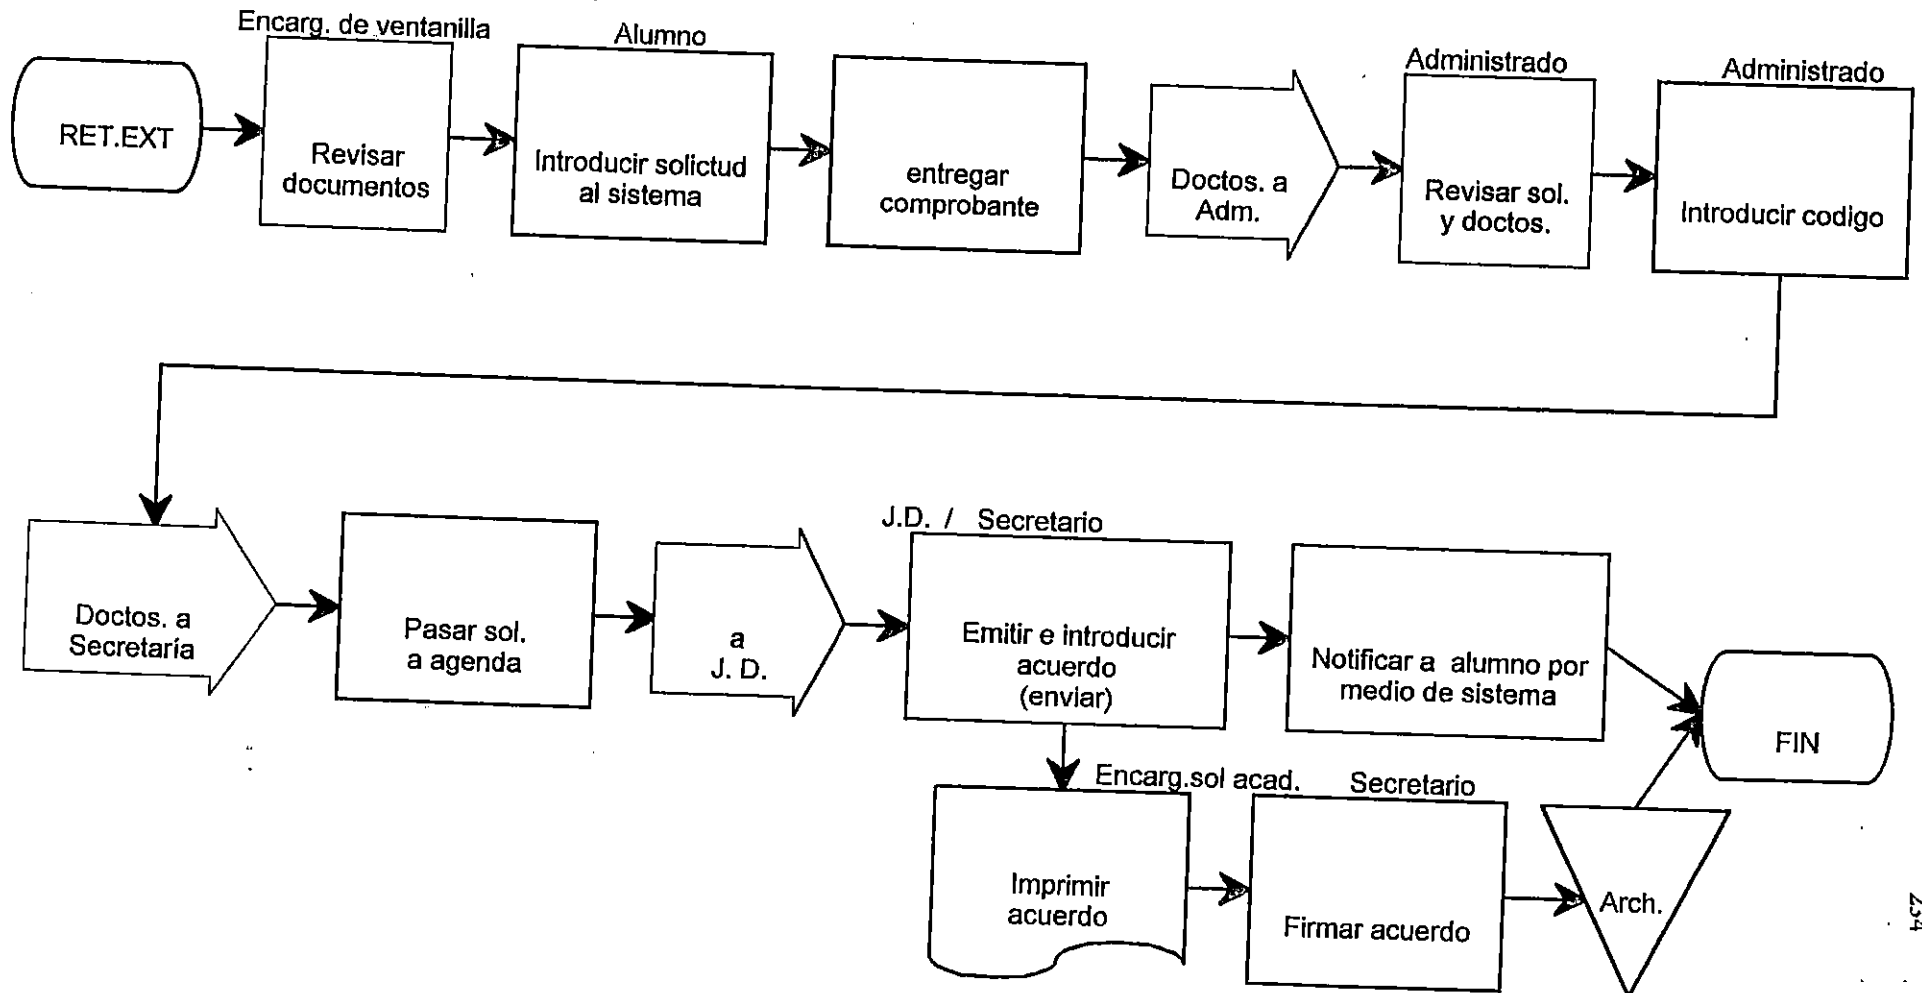 Encarg. de ventanilla
Alumno
Administrado
Administrado
RET.EXT
Revisar
documentos
Introducir solictud
al sistema
entregar
comprobante
Doctos. a
Adm.
Revisar sol.
y doctos.
Introducir codigo
J.D. / Secretario
Doctos. a
Secretaría
Pasar sol.
a agenda
a
J. D.
Emitir e introducir
acuerdo
(enviar)
Notificar a alumno por
medio de sistema
FIN
Encarg.sol acad.
Secretario
Imprimir
acuerdo
Firmar acuerdo
Arch.
234